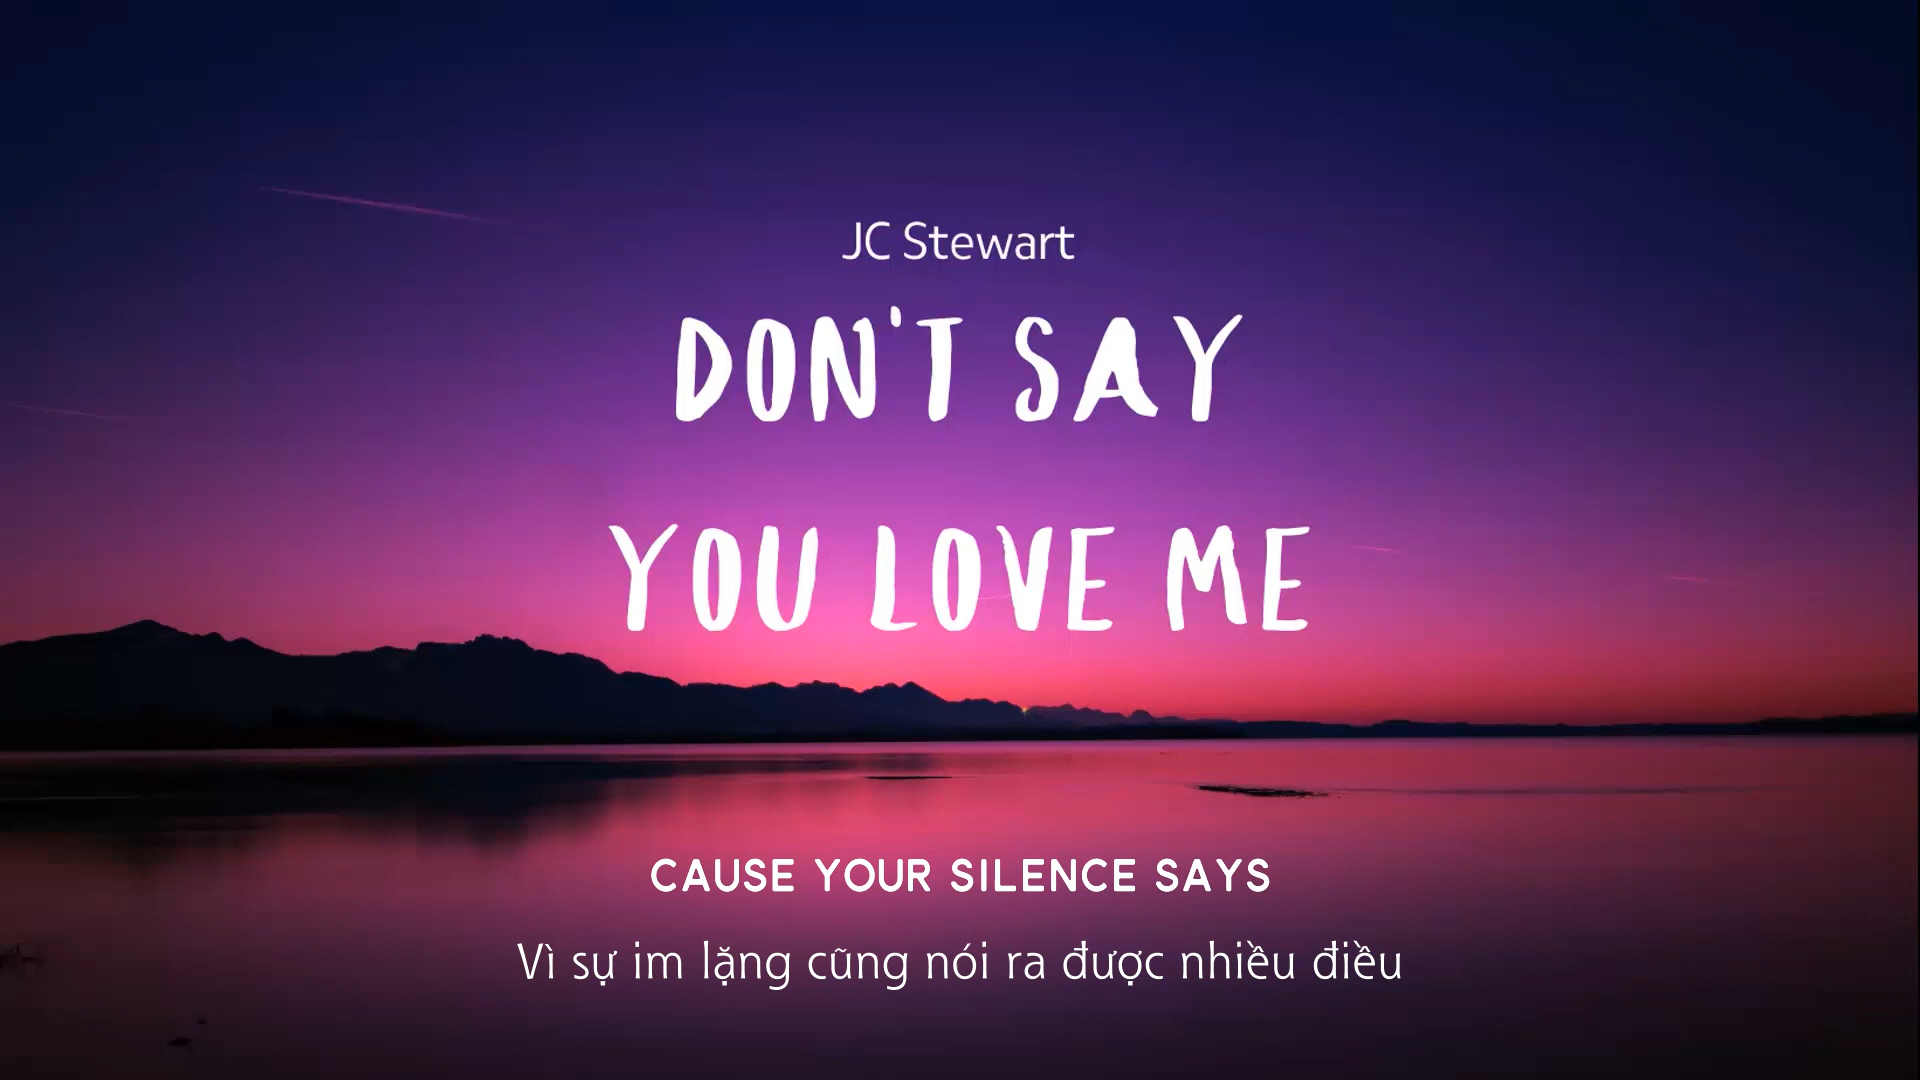 JC Stewart
DON'T SAY
YOU LOVE ME
CAUSE YOUR SILENCE SAYS
Vì sự im lặng cũng nói ra được nhiều điều